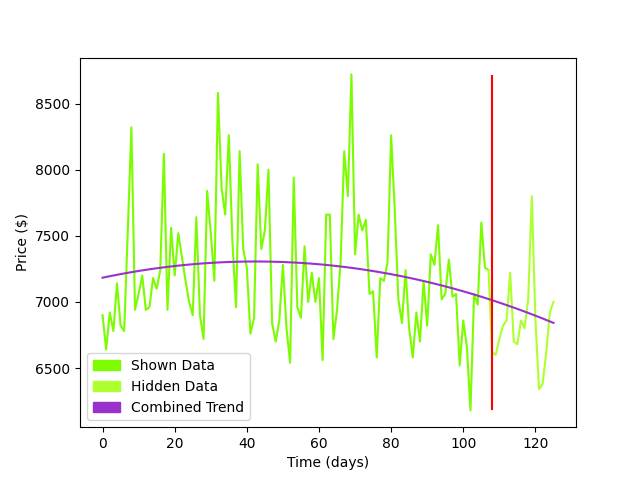 8500
8000
7500
7000
6500
Price ($)
Shown Data
Hidden Data
Combined Trend
0 20 40 60 80 100 120
Time (days)